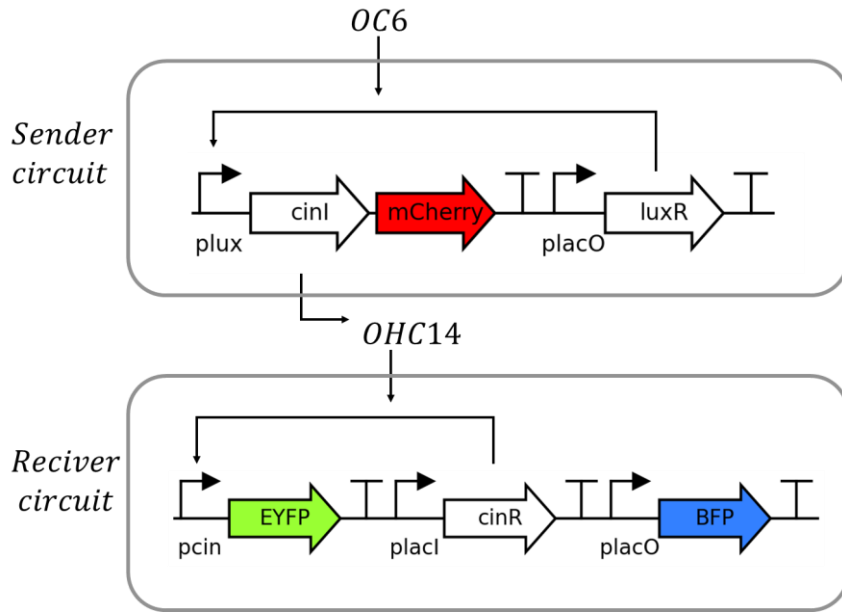 OC6
Sender
circuit
cinI
mCherry
luxR
plux
placO
OHC14
Reciver
circuit
EYFP
cinR
BFP
pcin
placI
placO